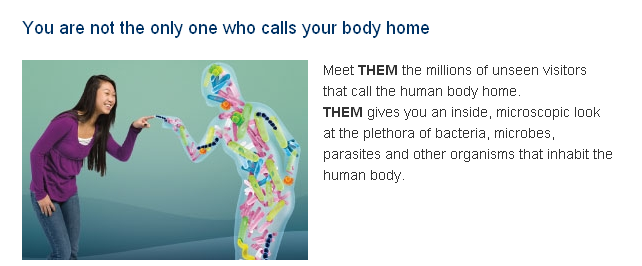 You are not the only one who calls your body home
Meet THEM the millions of unseen visitors
that call the human body home.
THEM gives you an inside, microscopic look
at the plethora of bacteria, microbes,
parasites and other organisms that inhabit the
human body.